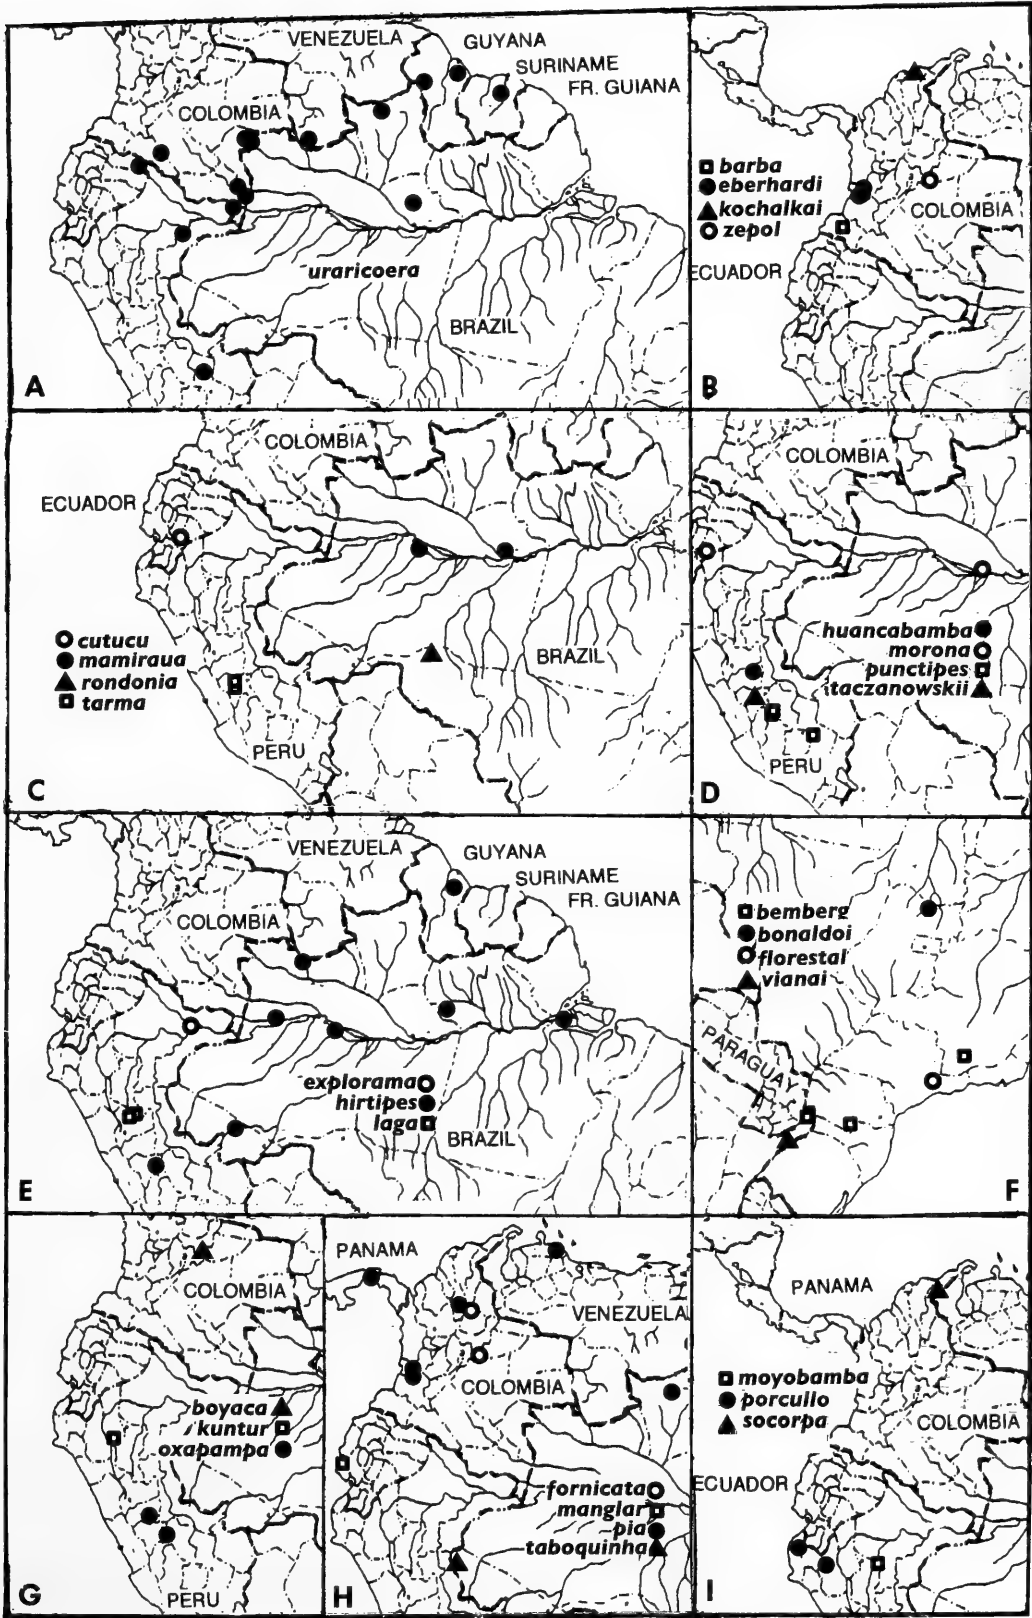 VENEZUELA
GUYANA
SURINAME
FR. GUIANA
COLOMBIA
uraricoera
BRAZIL
A
barba
eberhardi
kochalkai
zepol
COLOMBIA
ECUADOR
B
COLOMBIA
ECUADOR
cutucu
mamiraua
rondonia
tarma
BRAZIL
PERU
C
COLOMBIA
huancabamba
morona
punctipes
taczanowskii
PERU
D
VENEZUELA
GUYANA
SURINAME
FR. GUIANA
COLOMBIA
explorama
hirtipes
laga
BRAZIL
E
bemberg
bonaldoi
florestal
vianai
PARAGUAY
F
COLOMBIA
boyaca
kuntur
oxapampa
PERU
G
PANAMA
VENEZUELA
COLOMBIA
fornicata
manglar
pia
taboquinha
H
PANAMA
moyobamba
porcullo
socorpa
COLOMBIA
ECUADOR
I